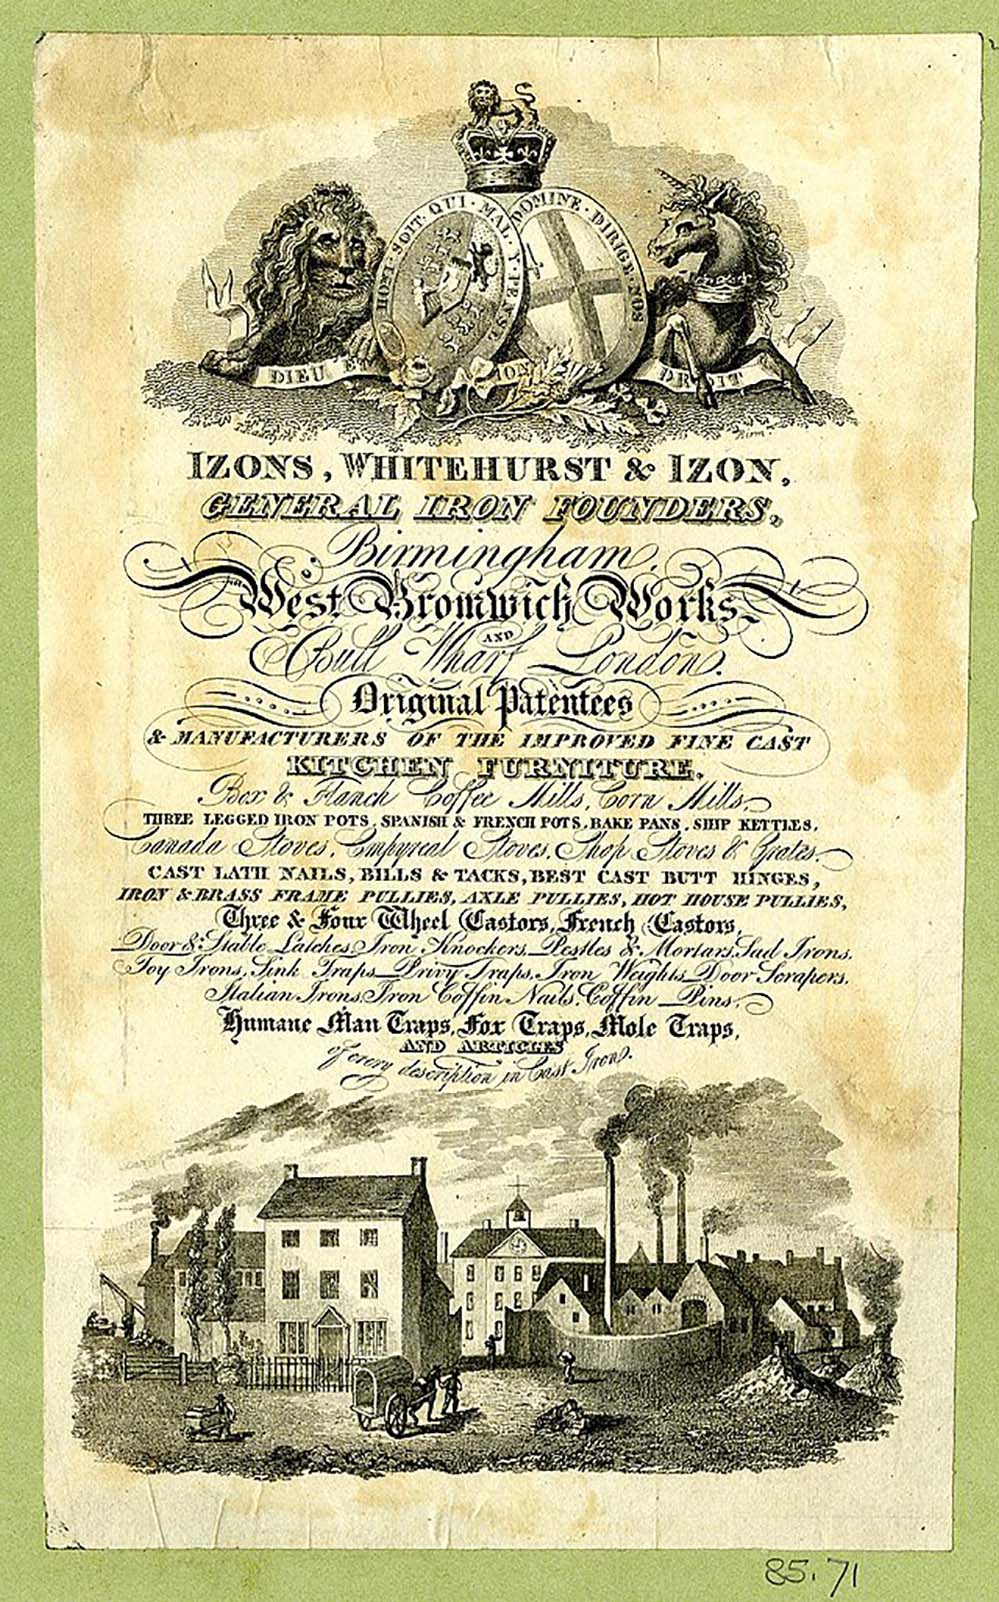 HONI · SOIT · QUI · MAL · Y · PENSE
DOMINE · DIRIGE · NOS
DIEU ET MON DROIT
IZONS, WHITEHURST & IZON,
GENERAL IRON FOUNDERS,
Birmingham.
West Bromwich Works
AND
Bull Wharf London.
Original Patentees
& MANUFACTURERS OF THE IMPROVED FINE CAST
KITCHEN FURNITURE.
Box & Flanch Coffee Mills, Corn Mills,
THREE LEGGED IRON POTS, SPANISH & FRENCH POTS, BAKE PANS, SHIP KETTLES,
Canada Stoves, Empyreal Stoves, Shop Stoves & Grates.
CAST LATH NAILS, BILLS & TACKS, BEST CAST BUTT HINGES,
IRON & BRASS FRAME PULLIES, AXLE PULLIES, HOT HOUSE PULLIES,
Three & Four Wheel Castors, French Castors,
Door & Stable Latches, Iron Knockers, Pestles & Mortars, Sad Irons,
Toy Irons, Sink Traps, Privy Traps, Iron Weights, Door Scrapers,
Italian Irons, Iron Coffin Nails, Coffin Pins,
Humane Man Traps, Fox Traps, Mole Traps,
AND ARTICLES
of every description in Cast Iron.
85.71